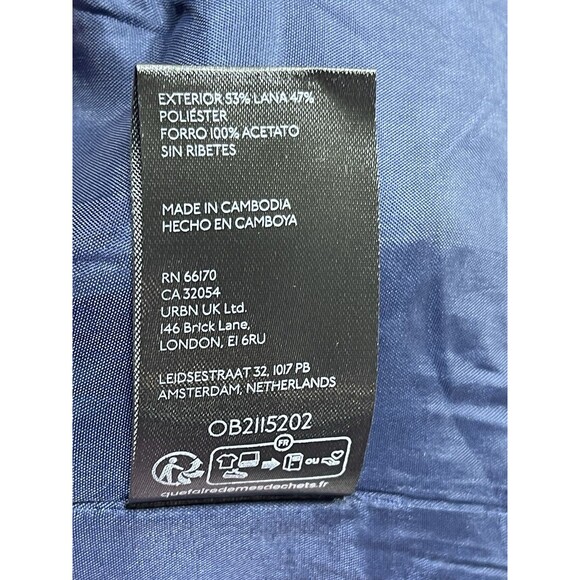 EXTERIOR 53% LANA 47%
POLIÉSTER
FORRO 100% ACETATO
SIN RIBETES
MADE IN CAMBODIA
HECHO EN CAMBOYA
RN 66170
CA 32054
URBN UK Ltd.
146 Brick Lane,
LONDON, E1 6RU
LEIDSESTRAAT 32, 1017 PB
AMSTERDAM, NETHERLANDS
OB2115202
FR
OU
quefairedemesdechets.fr